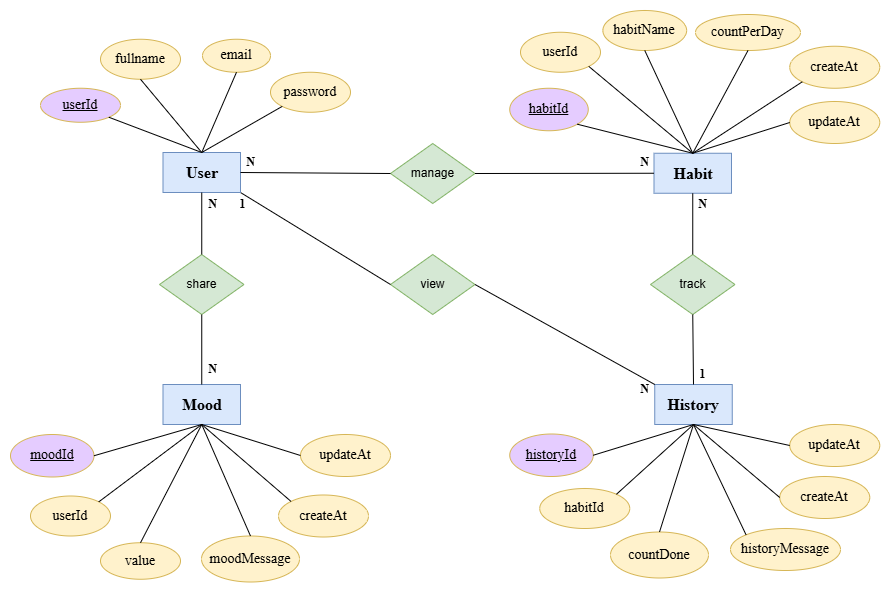 habitName
countPerDay
fullname
email
userId
createAt
userId
password
habitId
updateAt
User
N
manage
N
Habit
N
1
N
share
view
track
N
N
1
Mood
History
moodId
updateAt
historyId
updateAt
userId
createAt
habitId
createAt
value
moodMessage
countDone
historyMessage